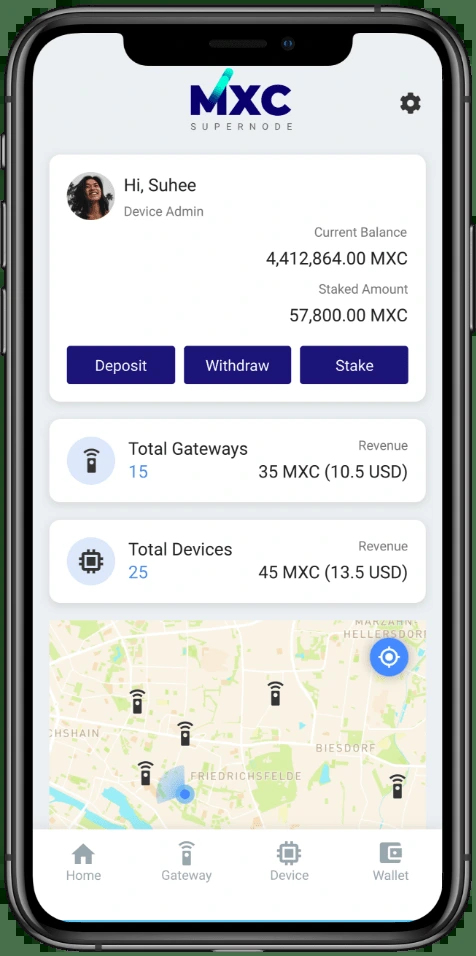 MXC
SUPERNODE
Hi, Suhee
Device Admin
Current Balance
4,412,864.00 MXC
Staked Amount
57,800.00 MXC
Deposit Withdraw Stake
Total Gateways Revenue
15 35 MXC (10.5 USD)
Total Devices Revenue
25 45 MXC (13.5 USD)
MARZAHN
HELLERSDORF
CHSHAIN
BIESDORF
FRIEDRICHSFELDE
Home Gateway Device Wallet